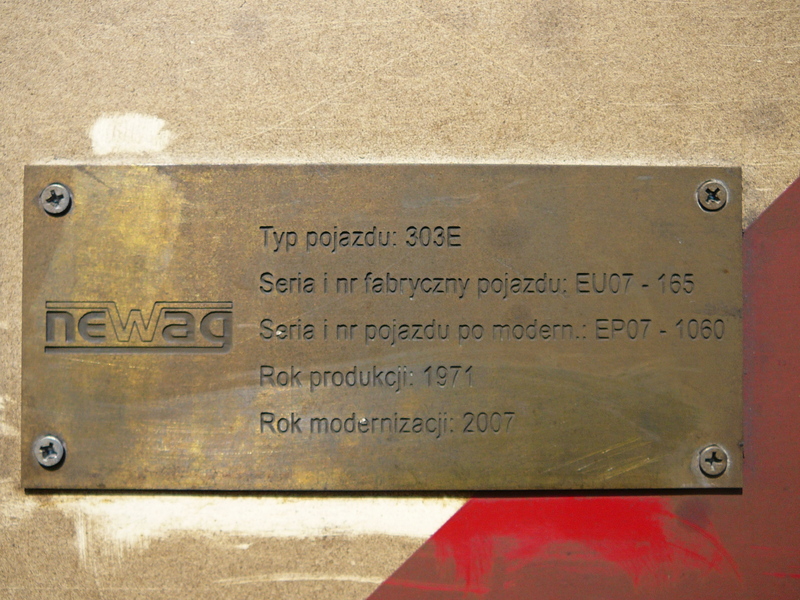 newag
Typ pojazdu: 303E
Seria i nr fabryczny pojazdu: EU07 - 165
Seria i nr pojazdu po modern.: EP07 - 1060
Rok produkcji: 1971
Rok modernizacji: 2007